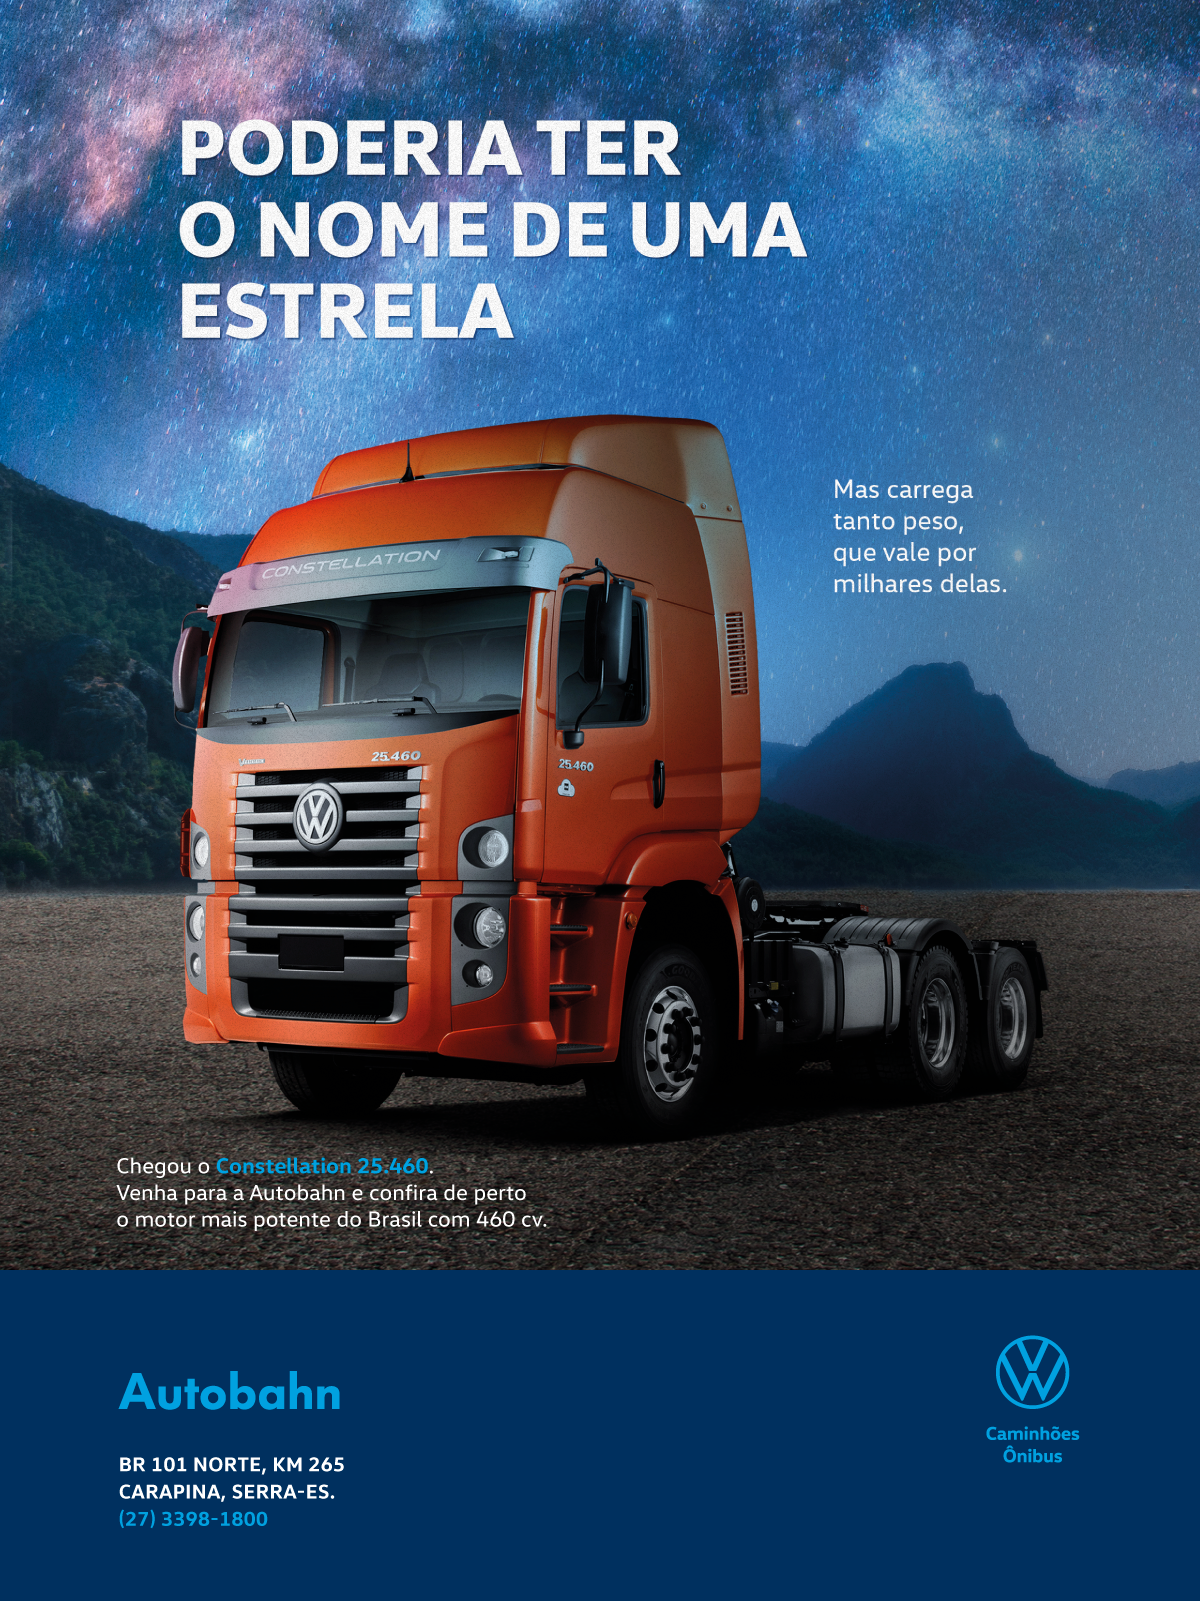 PODERIA TER
O NOME DE UMA
ESTRELA
Mas carrega
tanto peso,
que vale por
milhares delas.
CONSTELLATION
25.460
25.460
Chegou o Constellation 25.460.
Venha para a Autobahn e confira de perto
o motor mais potente do Brasil com 460 cv.
Autobahn
BR 101 NORTE, KM 265
CARAPINA, SERRA-ES.
(27) 3398-1800
Caminhões
Ônibus